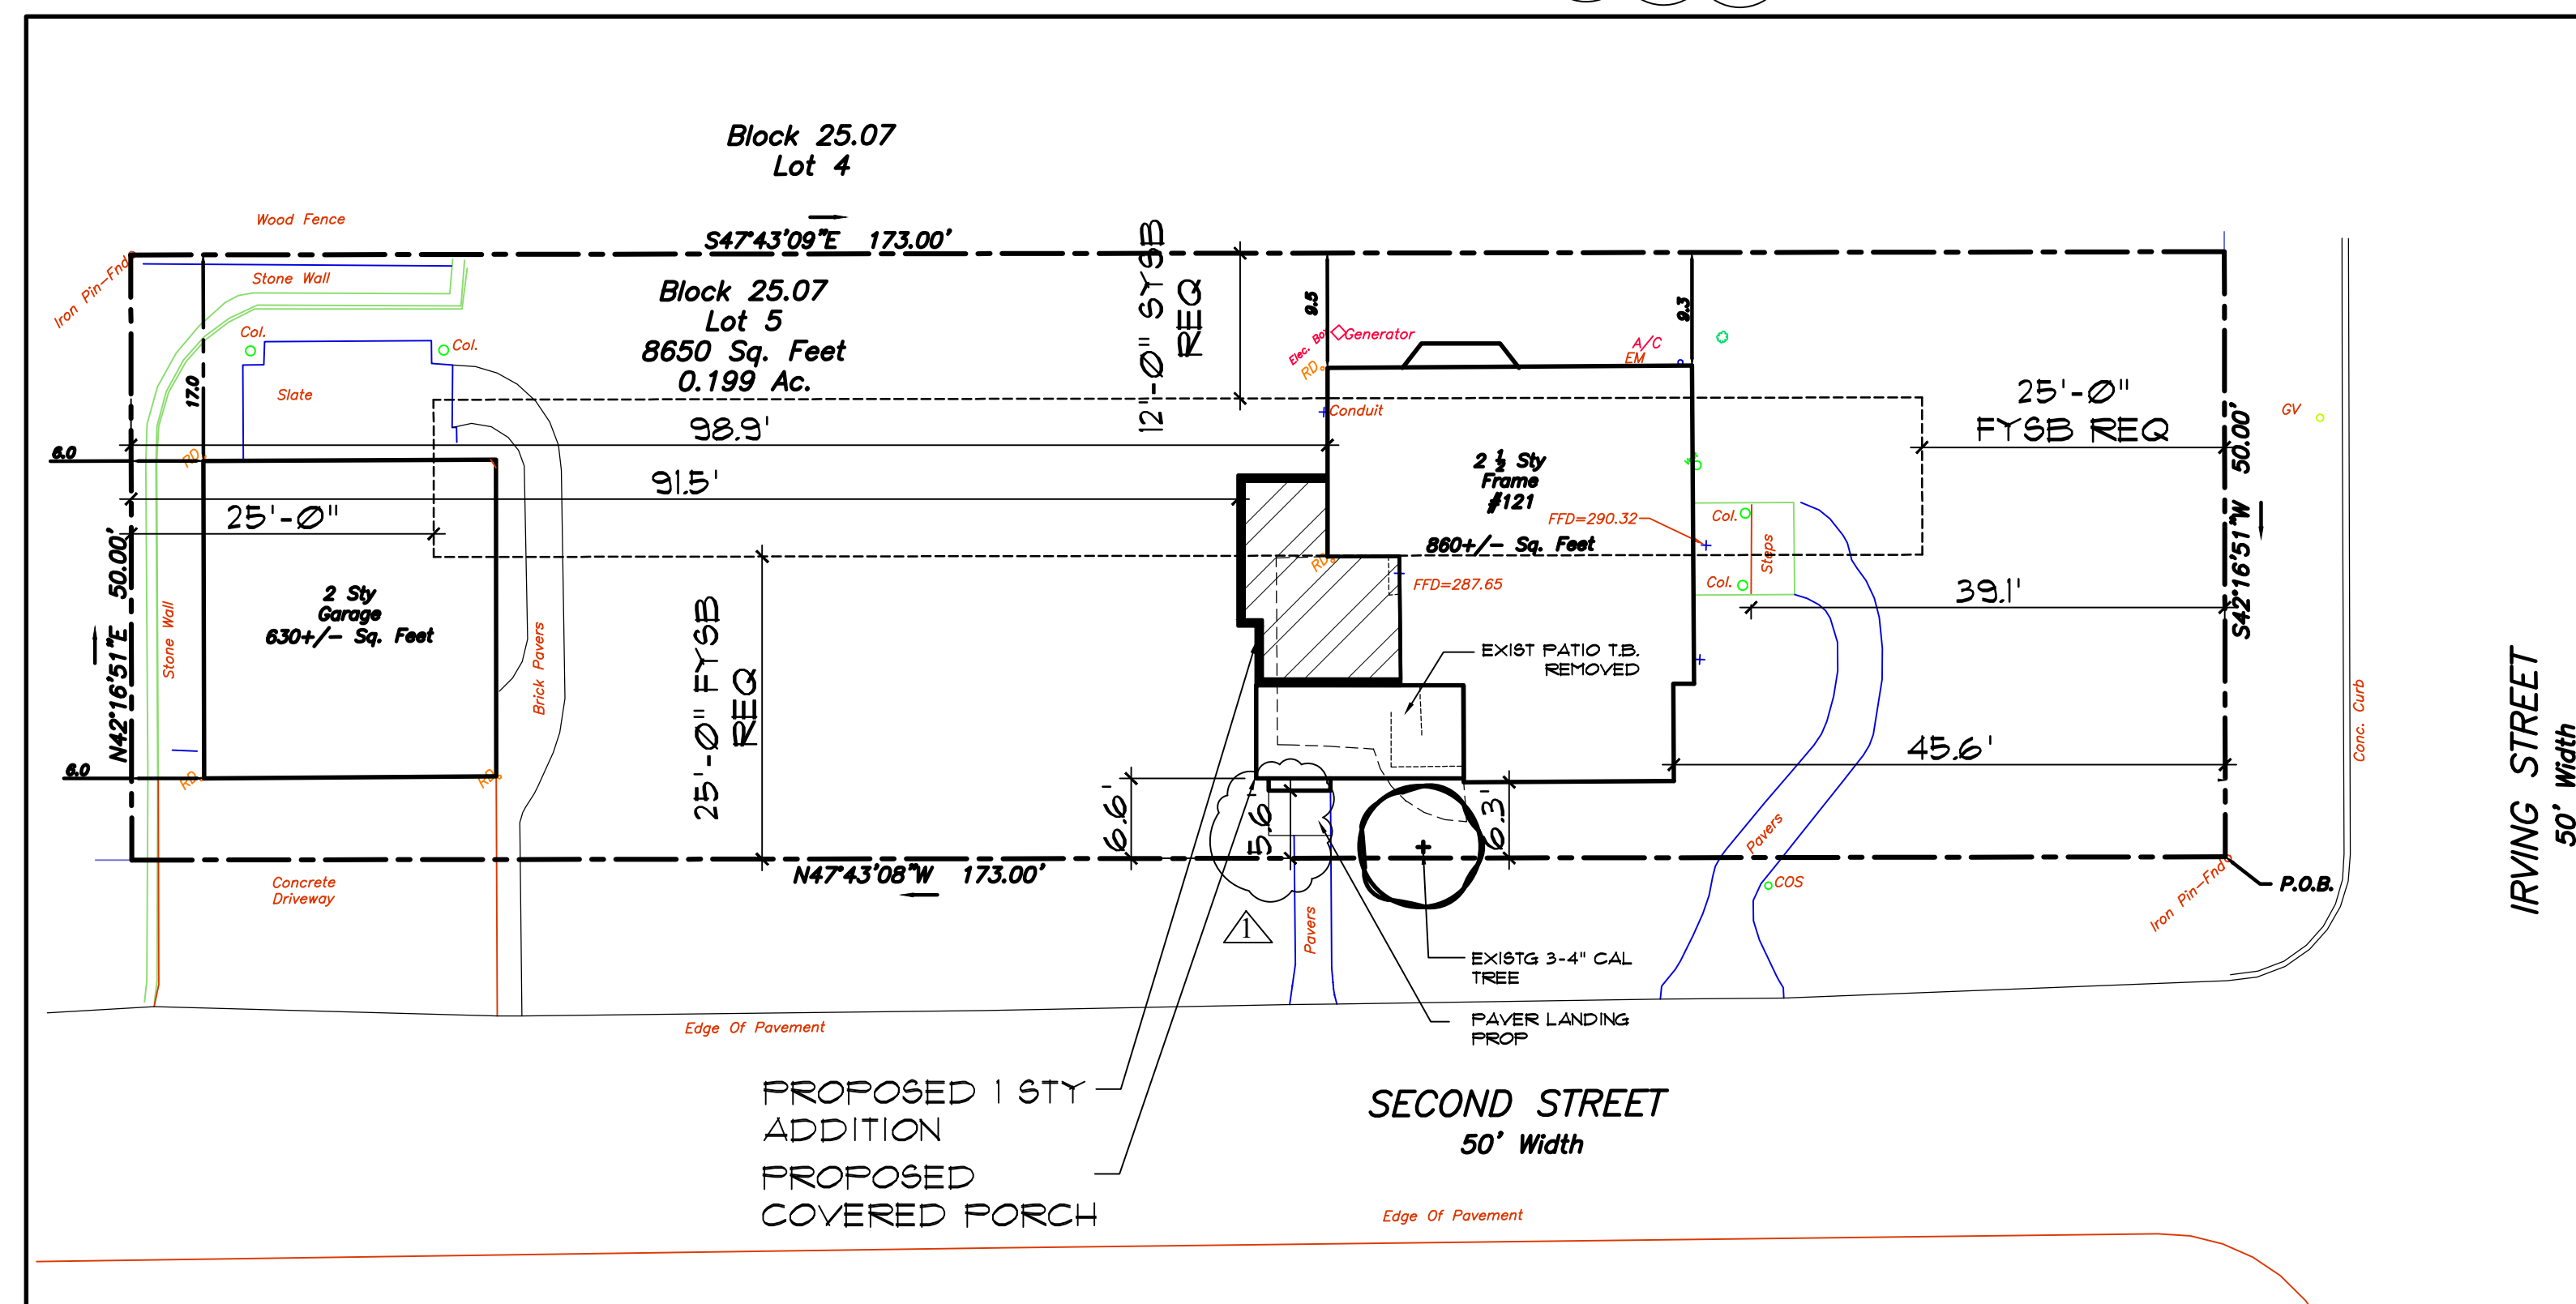 Block 25.07
Lot 4
Wood Fence
S47°43'09"E 173.00'
Iron Pin-Fnd
Stone Wall
Block 25.07
Lot 5
8650 Sq. Feet
0.199 Ac.
12'-0" SYSB
REQ
9.5
9.3
Col.
Col.
Slate
17.0
Generator
RD
A/C
EM
Conduit
25'-0"
FYSB REQ
GV
S42°16'51"W 50.00'
98.9'
91.5'
25'-0"
6.0
RD
2 ½ Sty
Frame
#121
FFD=290.32
860+/- Sq. Feet
Col.
Steps
Col.
RD
FFD=287.65
39.1'
N42°16'51"E 50.00'
Stone Wall
2 Sty
Garage
630+/- Sq. Feet
Brick Pavers
25'-0" FYSB
REQ
EXIST PATIO T.B.
REMOVED
45.6'
Conc. Curb
IRVING STREET
50' Width
6.0
RD
RD
6.6'
5.6'
6.3'
Pavers
N47°43'08"W 173.00'
Concrete
Driveway
COS
Iron Pin-Fnd
P.O.B.
1
Pavers
EXISTG 3-4" CAL
TREE
Edge Of Pavement
PAVER LANDING
PROP
PROPOSED 1 STY
ADDITION
PROPOSED
COVERED PORCH
SECOND STREET
50' Width
Edge Of Pavement